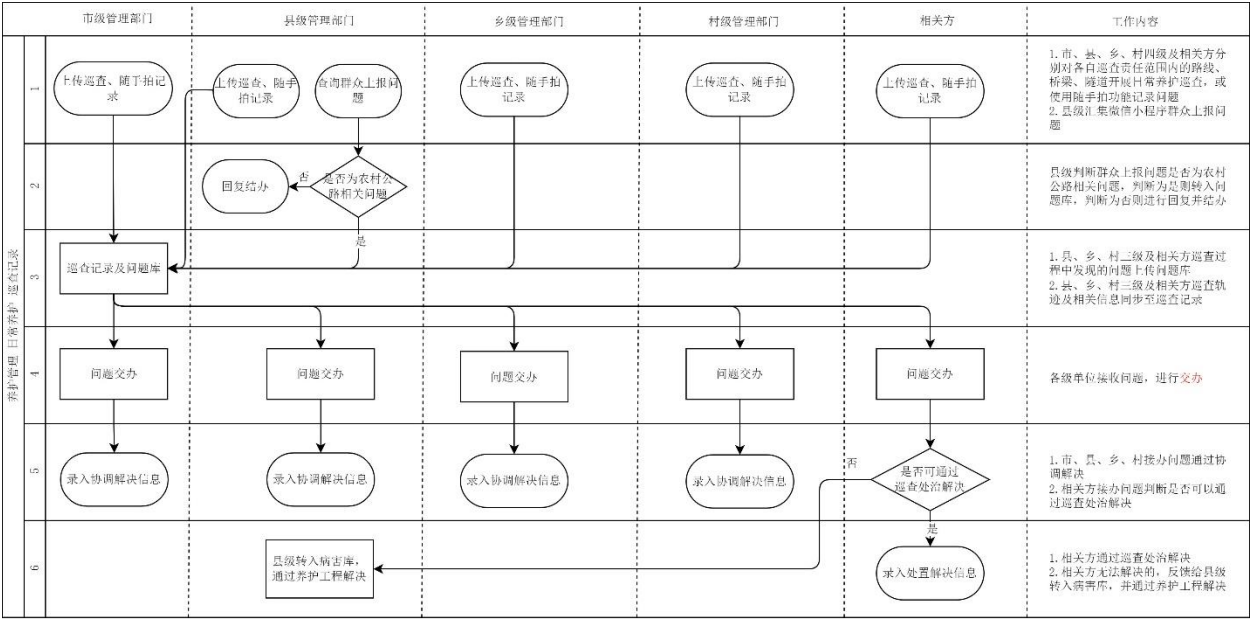 市级管理部门
县级管理部门
乡级管理部门
村级管理部门
相关方
工作内容
养护管理 日常养护 巡查记录
1
上传巡查、随手拍记
录
上传巡查、随手
拍记录
查询群众上报问
题
上传巡查、随手
拍记录
上传巡查、随手
拍记录
上传巡查、随手
拍记录
1.市、县、乡、村四级及相关方分
别对各自巡查责任范围内的路线、
桥梁、隧道开展日常养护巡查，或
使用随手拍功能记录问题
2.县级汇集微信小程序群众上报问
题
2
回复结办
否
是否为农村公
路相关问题
是
县级判断群众上报问题是否为农村
公路相关问题，判断为是则转入问
题库，判断为否则进行回复并结办
3
巡查记录及问题库
1.县、乡、村三级及相关方巡查过
程中发现的问题上传问题库
2.县、乡、村三级及相关方巡查轨
迹及相关信息同步至巡查记录
4
问题交办
问题交办
问题交办
问题交办
问题交办
各级单位接收问题，进行交办
5
录入协调解决信息
录入协调解决信息
录入协调解决信息
录入协调解决信息
否
是否可通过
巡查处治解决
是
1.市、县、乡、村接办问题通过协
调解决
2.相关方接办问题判断是否可以通
过巡查处治解决
6
县级转入病害库，
通过养护工程解决
录入处置解决信息
1.相关方通过巡查处治解决
2.相关方无法解决的，反馈给县级
转入病害库，并通过养护工程解决